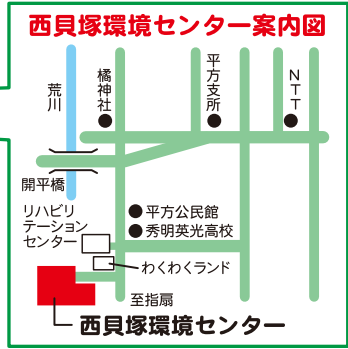 西貝塚環境センター案内図
荒川
橘神社
平方支所
NTT
開平橋
リハビリ
テーション
センター
平方公民館
秀明英光高校
わくわくランド
至指扇
西貝塚環境センター